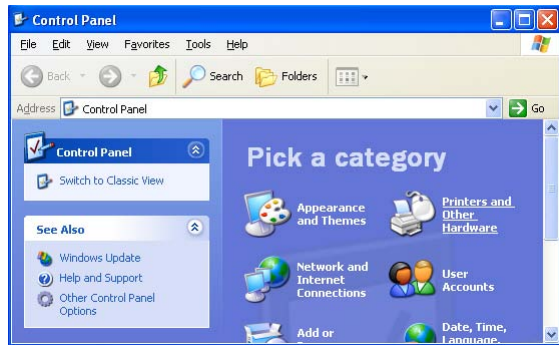 Control Panel
File Edit View Favorites Tools Help
Back Search Folders
Address Control Panel Go
Control Panel
Switch to Classic View
See Also
Windows Update
Help and Support
Other Control Panel
Options
Pick a category
Appearance
and Themes
Printers and
Other
Hardware
Network and
Internet
Connections
User
Accounts
Add or
Date, Time,
Language,